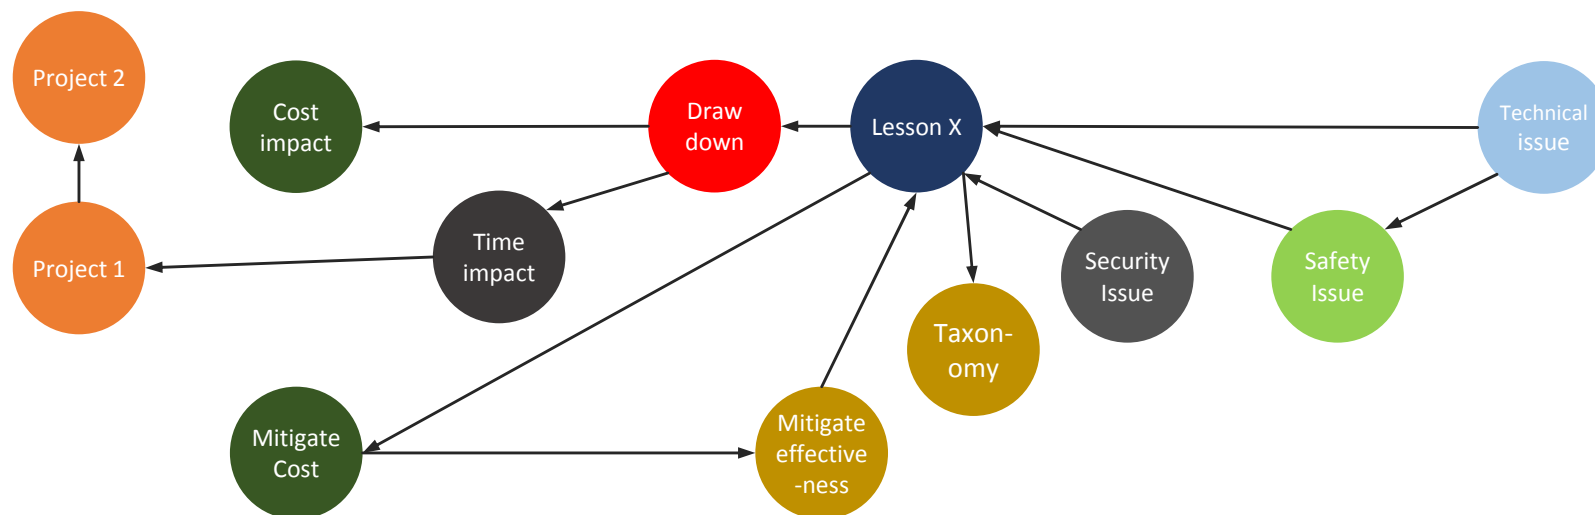 Project 2
Cost
impact
Draw
down
Lesson X
Technical
issue
Project 1
Time
impact
Security
Issue
Safety
Issue
Taxon-
omy
Mitigate
Cost
Mitigate
effective
-ness